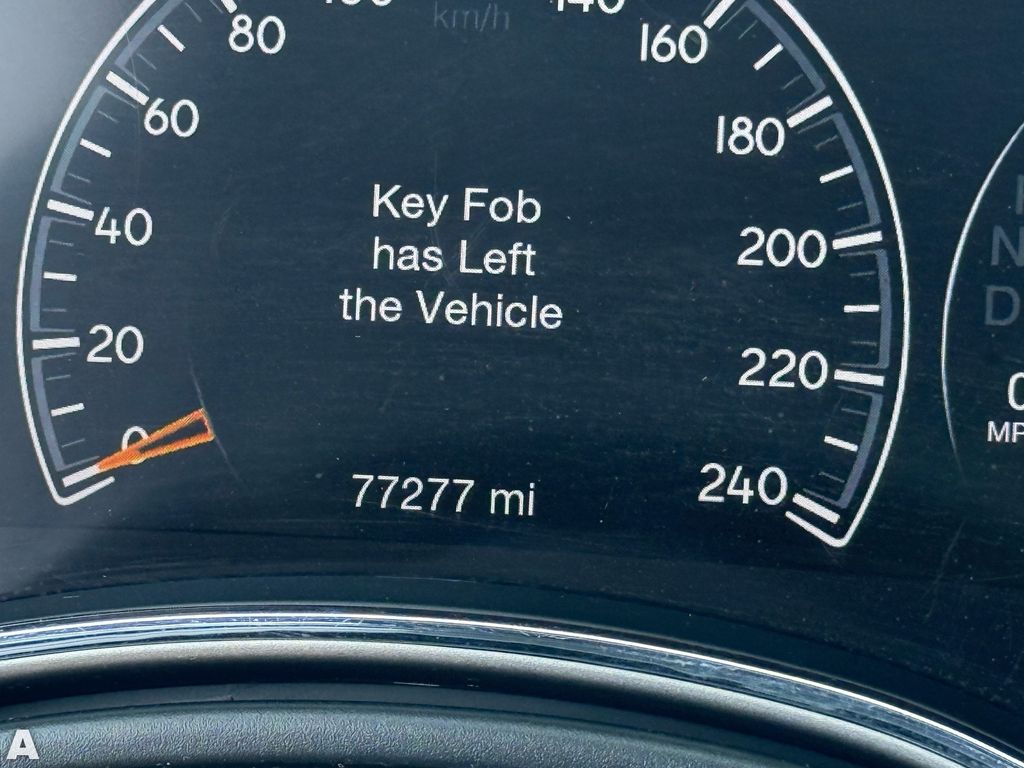 km/h
80
160
60
180
Key Fob
has Left
the Vehicle
40
200
20
220
0
77277 mi
240
N
D
A